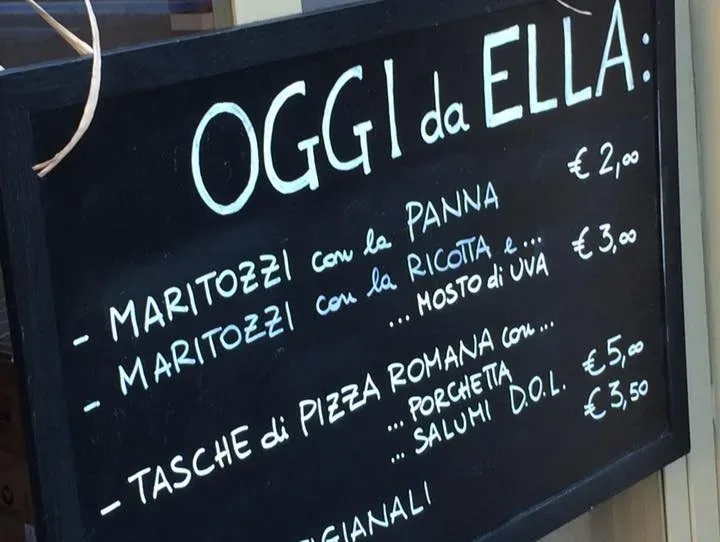 OGGI da ELLA:
- MARITOZZI con la PANNA € 2,00
- MARITOZZI con la RICOTTA e... € 3,00
... MOSTO di UVA
- TASCHE di PIZZA ROMANA con...
... PORCHETTA € 5,00
... SALUMI D.O.L. € 3,50